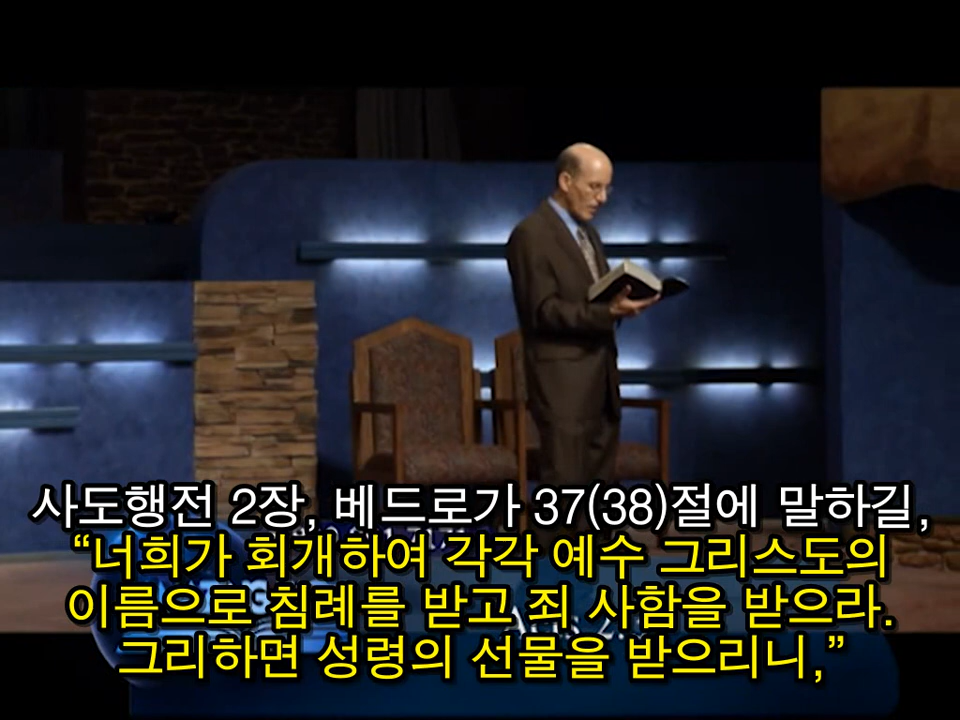 사도행전 2장, 베드로가 37(38)절에 말하길,
“너희가 회개하여 각각 예수 그리스도의
이름으로 침례를 받고 죄 사함을 받으라.
그리하면 성령의 선물을 받으리니,”
Acts 2: